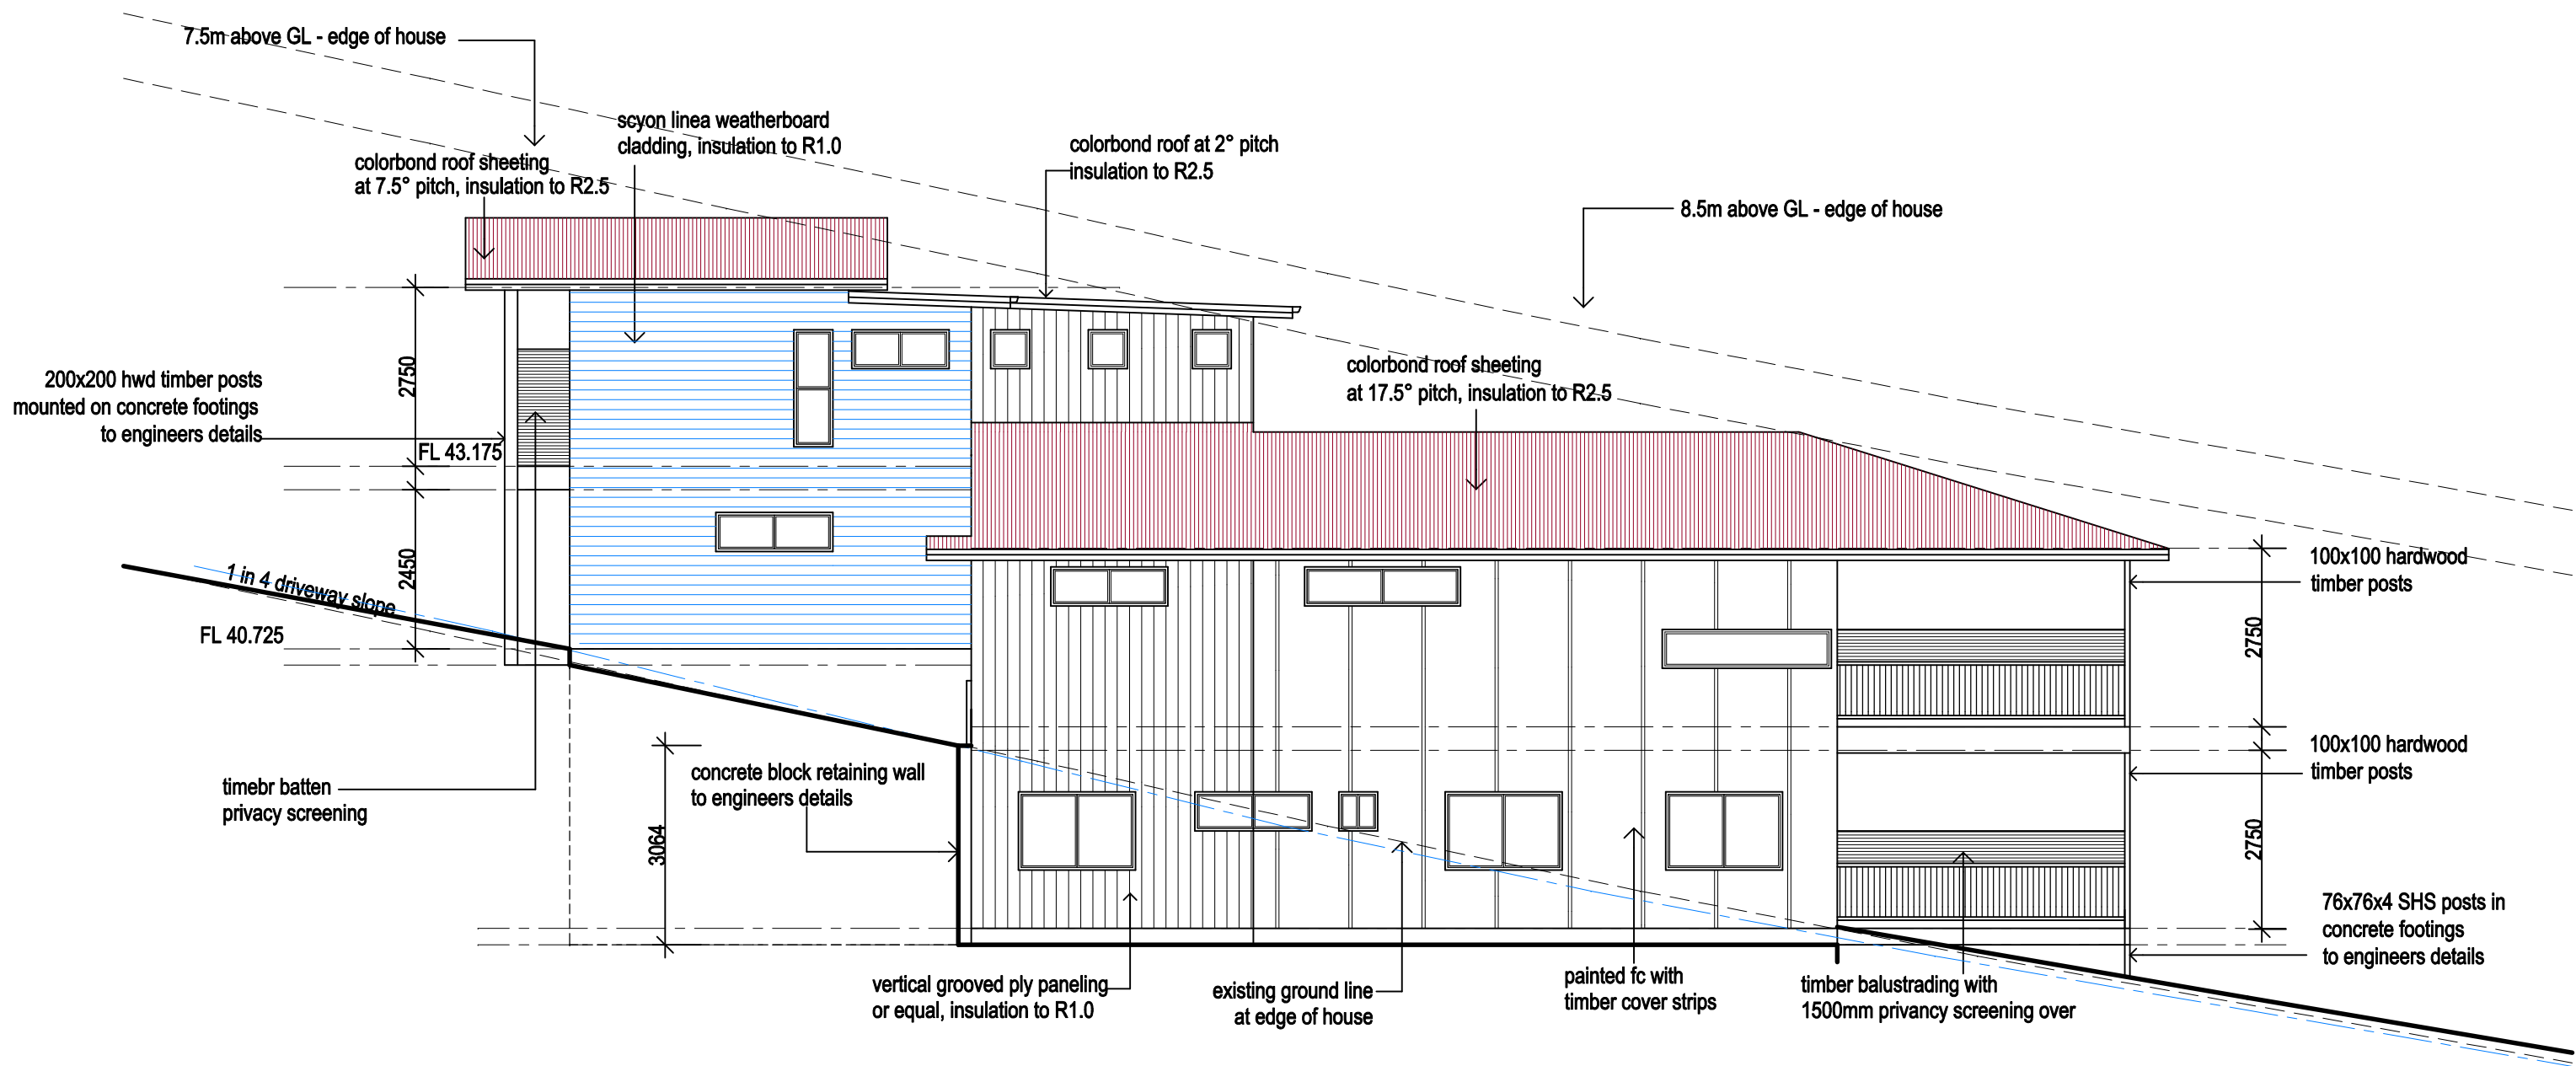 7.5m above GL - edge of house
scyon linea weatherboard
cladding, insulation to R1.0
colorbond roof sheeting
at 7.5° pitch, insulation to R2.5
colorbond roof at 2° pitch
insulation to R2.5
8.5m above GL - edge of house
200x200 hwd timber posts
mounted on concrete footings
to engineers details
2750
FL 43.175
2450
1 in 4 driveway slope
FL 40.725
colorbond roof sheeting
at 17.5° pitch, insulation to R2.5
100x100 hardwood
timber posts
2750
100x100 hardwood
timber posts
2750
timebr batten
privacy screening
concrete block retaining wall
to engineers details
3064
76x76x4 SHS posts in
concrete footings
to engineers details
vertical grooved ply paneling
or equal, insulation to R1.0
existing ground line
at edge of house
painted fc with
timber cover strips
timber balustrading with
1500mm privancy screening over